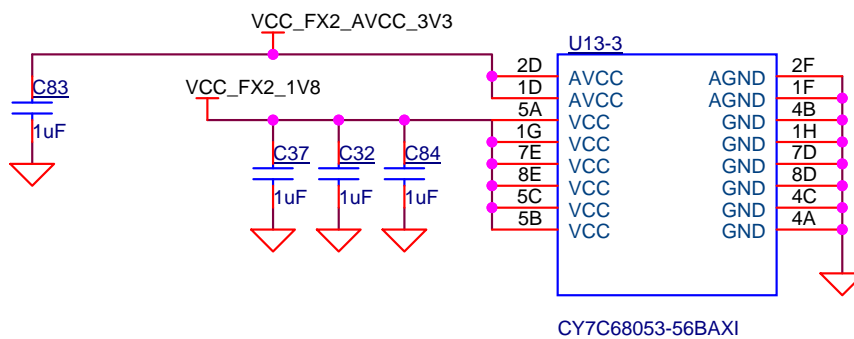 VCC_FX2_AVCC_3V3
U13-3
C83
1uF
VCC_FX2_1V8
C37
1uF
C32
1uF
C84
1uF
2D AVCC AGND 2F
1D AVCC AGND 1F
5A VCC GND 4B
1G VCC GND 1H
7E VCC GND 7D
8E VCC GND 8D
5C VCC GND 4C
5B VCC GND 4A
CY7C68053-56BAXI